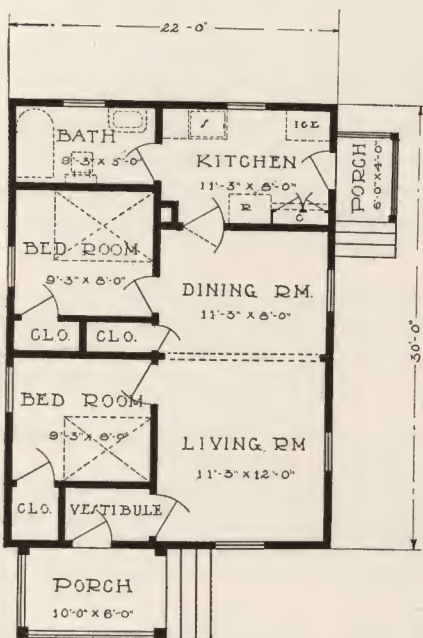 22-0"
BATH
9'-3" X 5'-0"
S
ICE
KITCHEN
11'-3" X 8'-0"
R
C
PORCH
6'-0" X 4'-0"
BED ROOM
9'-3" X 8'-0"
DINING RM.
11'-3" X 8'-0"
CLO.
CLO.
30'-0"
BED ROOM
9'-3" X 8'-0"
LIVING RM
11'-3" X 12'-0"
CLO.
VESTIBULE
PORCH
10'-0" X 6'-0"